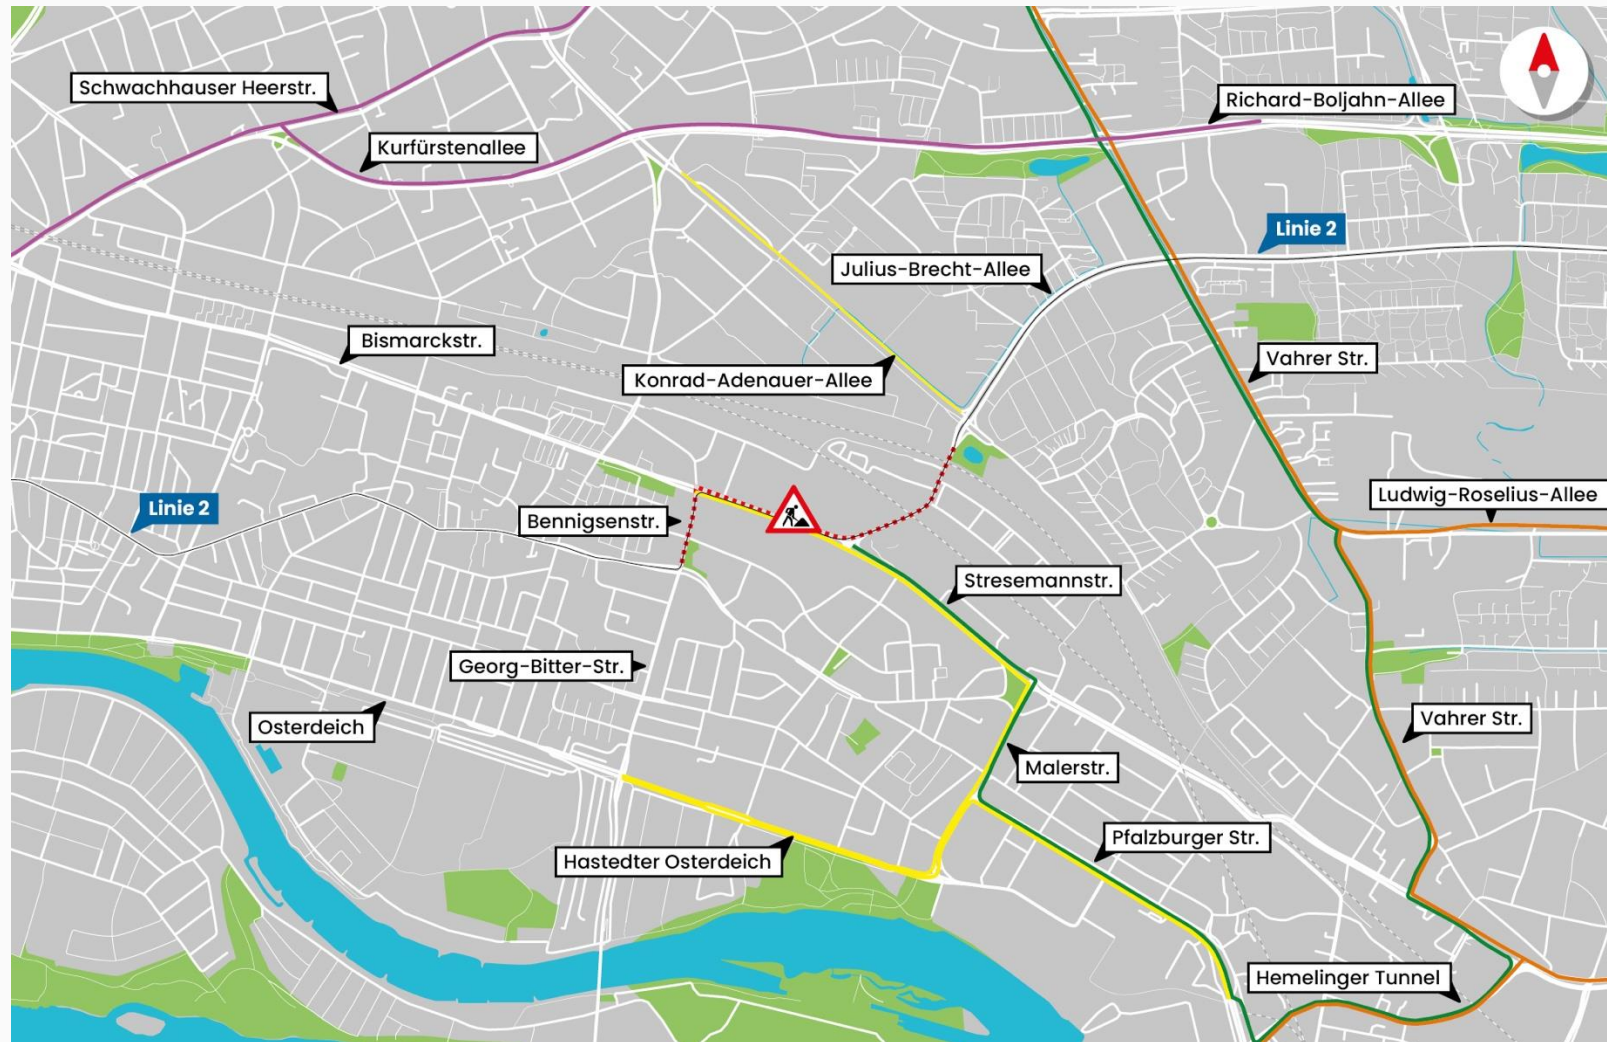 Schwachhauser Heerstr.
Richard-Boljahn-Allee
Kurfürstenallee
Linie 2
Julius-Brecht-Allee
Bismarckstr.
Vahrer Str.
Konrad-Adenauer-Allee
Ludwig-Roselius-Allee
Linie 2
Bennigsenstr.
Stresemannstr.
Georg-Bitter-Str.
Osterdeich
Vahrer Str.
Malerstr.
Pfalzburger Str.
Hastedter Osterdeich
Hemelinger Tunnel